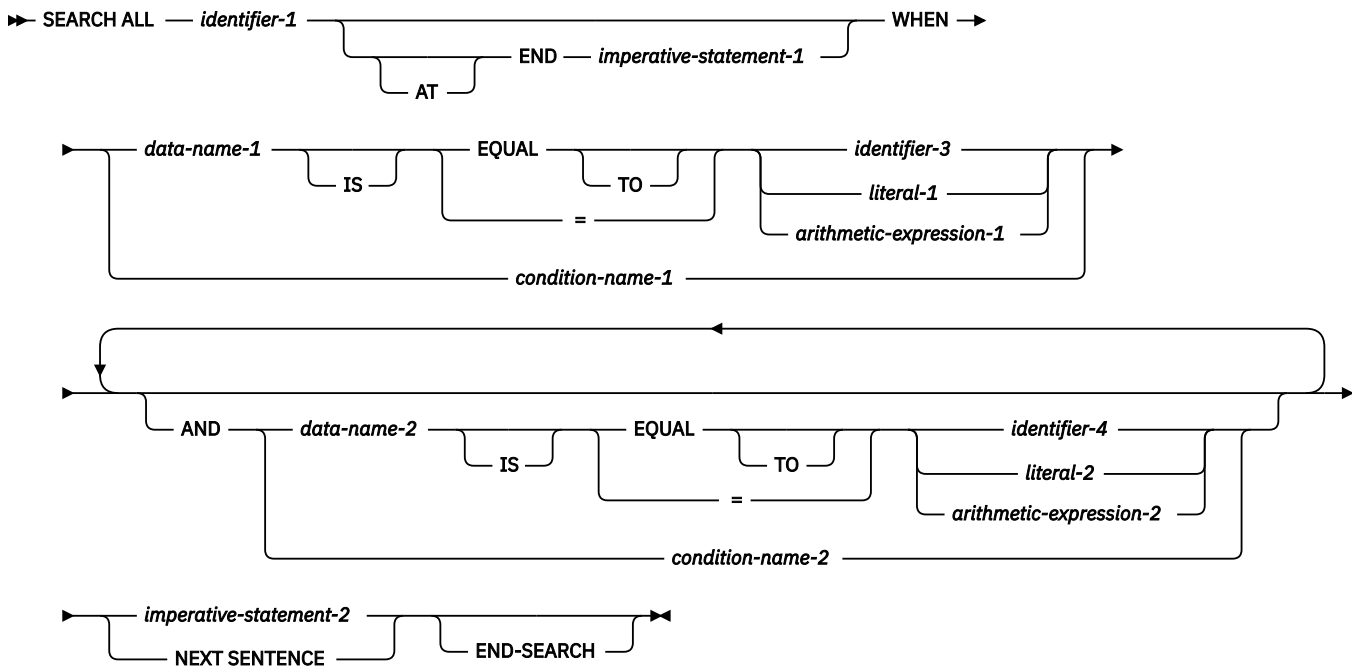 SEARCH ALL identifier-1 WHEN
END imperative-statement-1
AT
data-name-1 EQUAL identifier-3
IS TO
literal-1
=
arithmetic-expression-1
condition-name-1
AND data-name-2 EQUAL identifier-4
IS TO
literal-2
=
arithmetic-expression-2
condition-name-2
imperative-statement-2
NEXT SENTENCE END-SEARCH